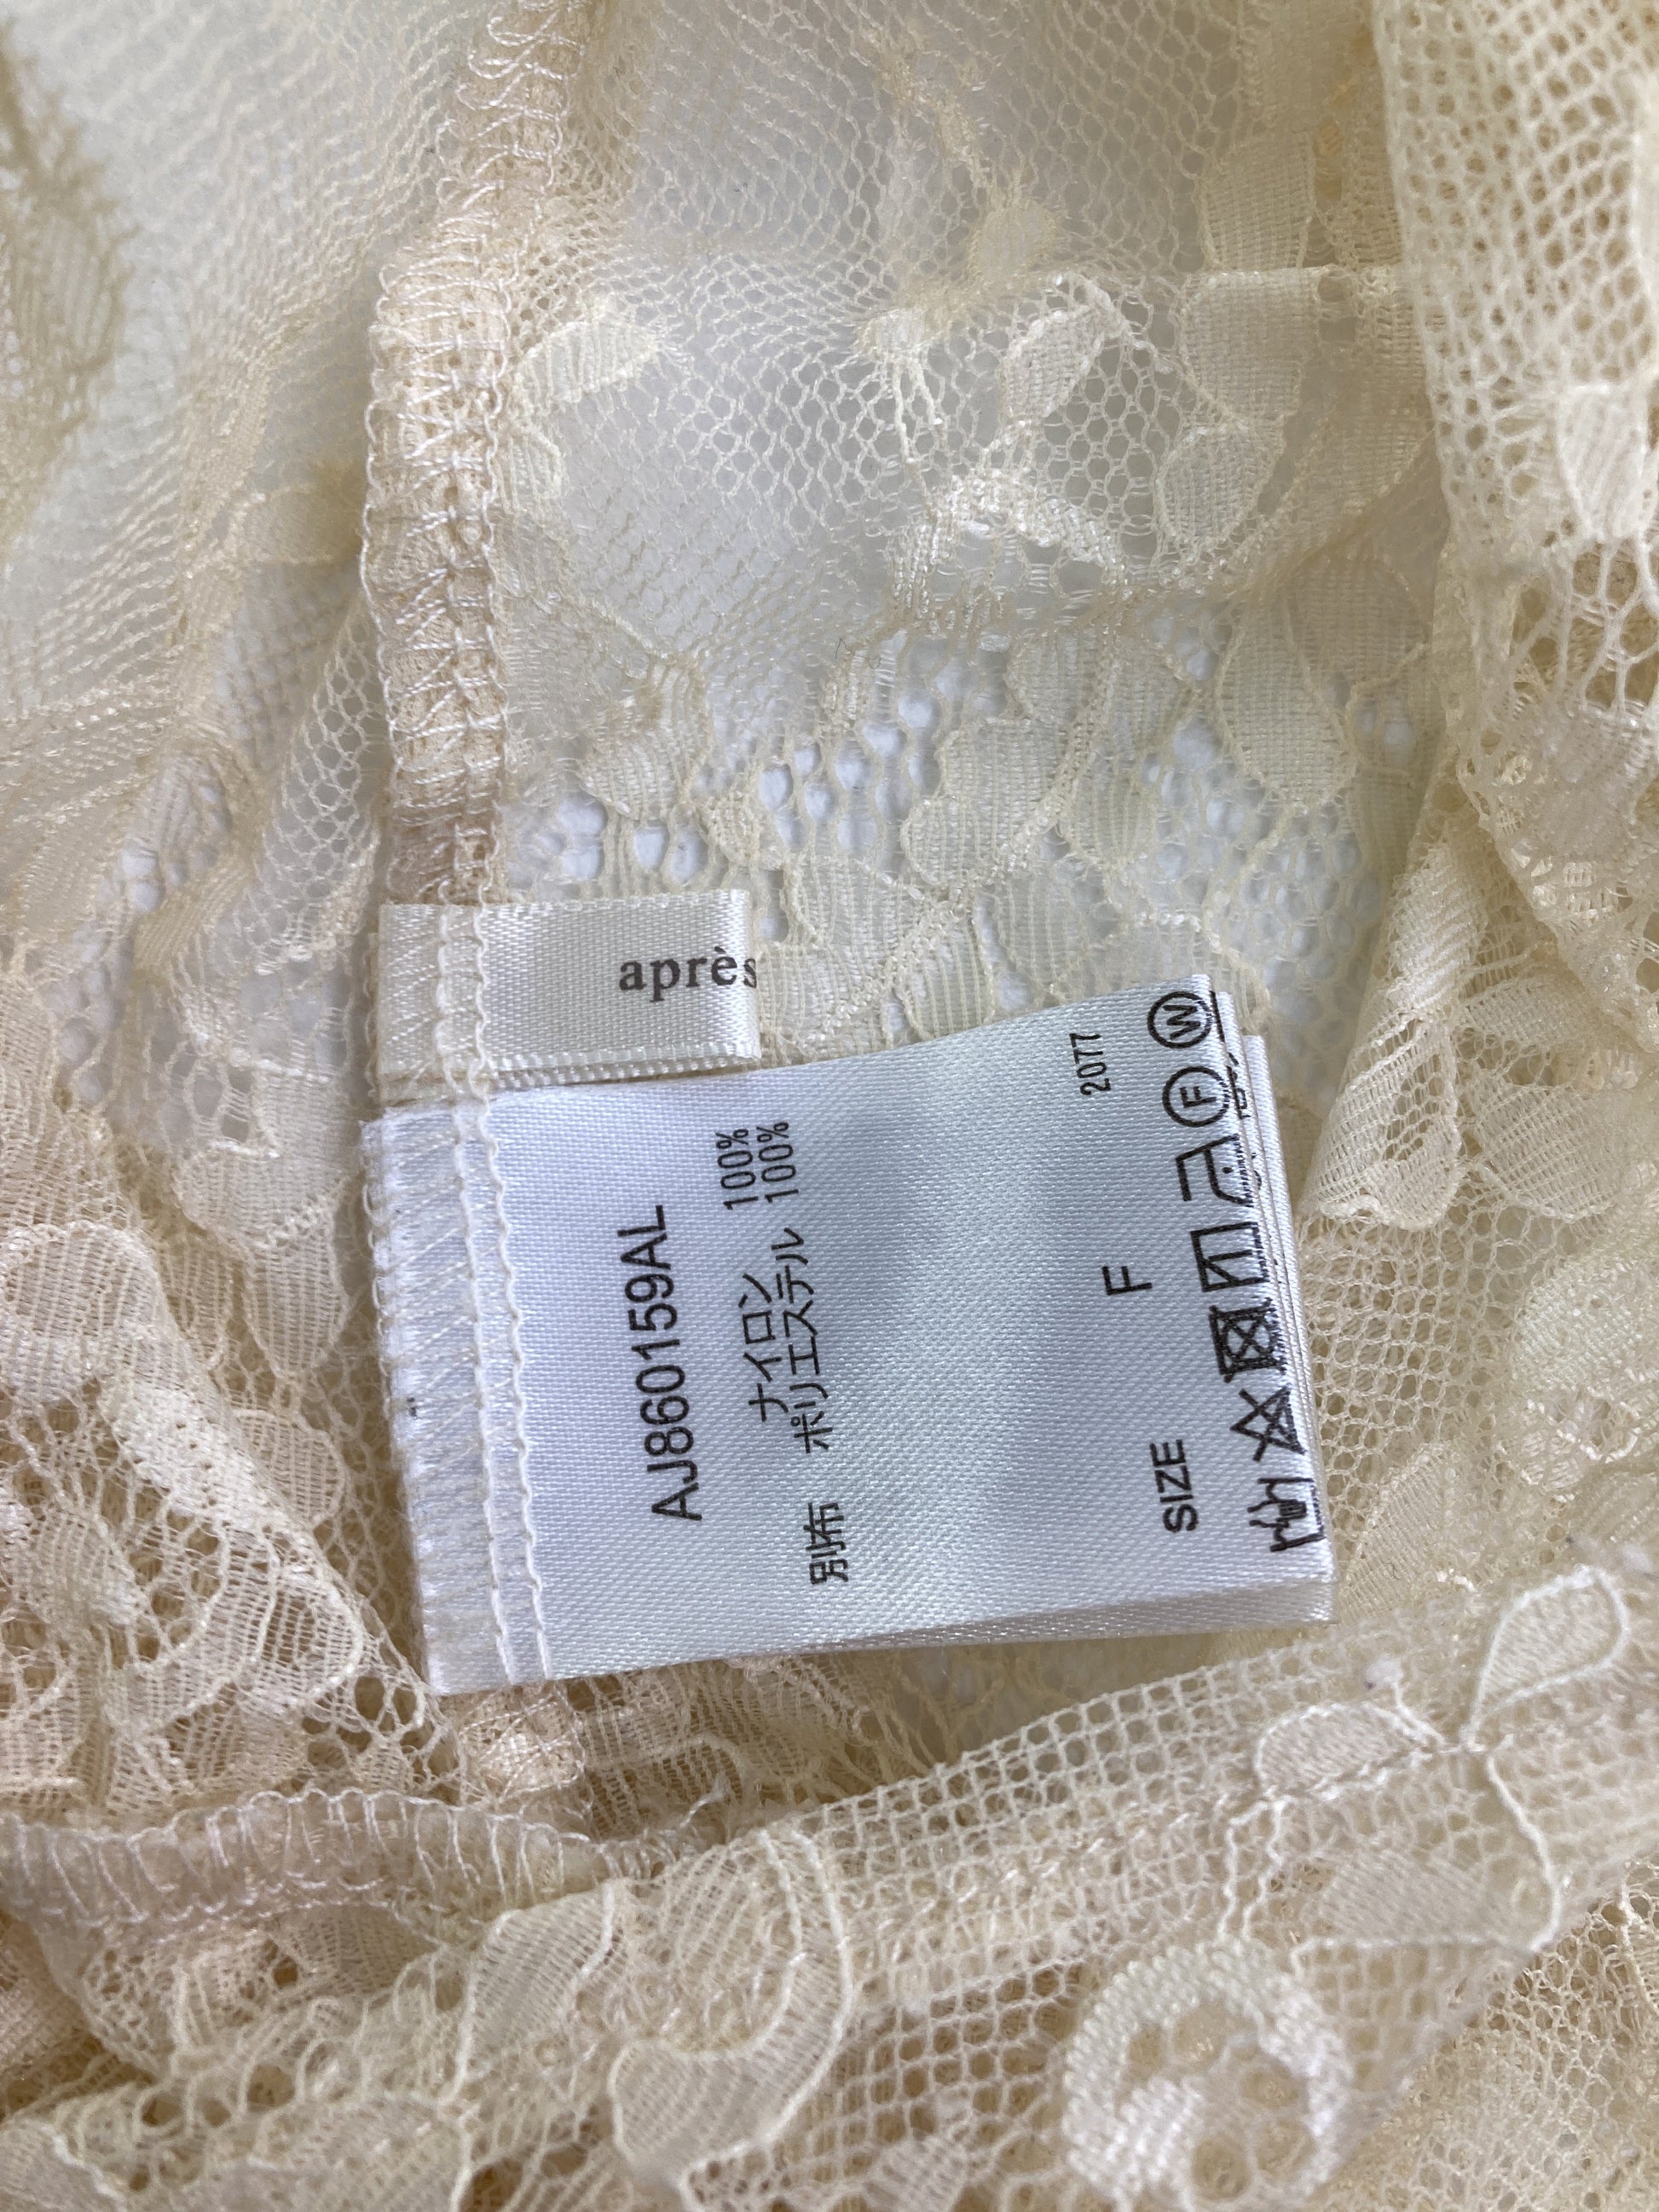 après
AJ860159AL
ナイロン 100%
別布 ポリエステル 100%
2077
SIZE F
F W